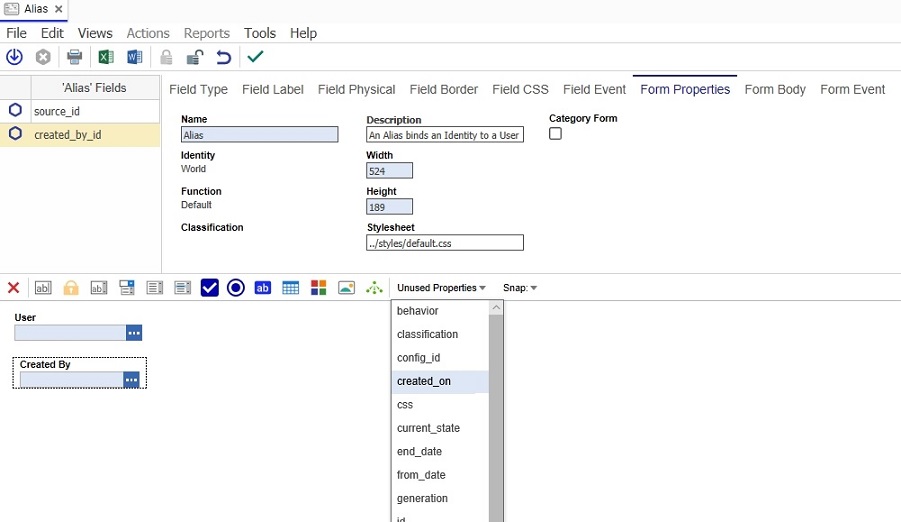 Alias
File Edit Views Actions Reports Tools Help
'Alias' Fields
source_id
created_by_id
Field Type Field Label Field Physical Field Border Field CSS Field Event Form Properties Form Body Form Event
Name
Alias
Description
An Alias binds an Identity to a User
Category Form
Identity
World
Width
524
Function
Default
Height
189
Classification
Stylesheet
../styles/default.css
ab
ab
ab
Unused Properties
Snap:
User
...
Created By
...
behavior
classification
config_id
created_on
css
current_state
end_date
from_date
generation
id